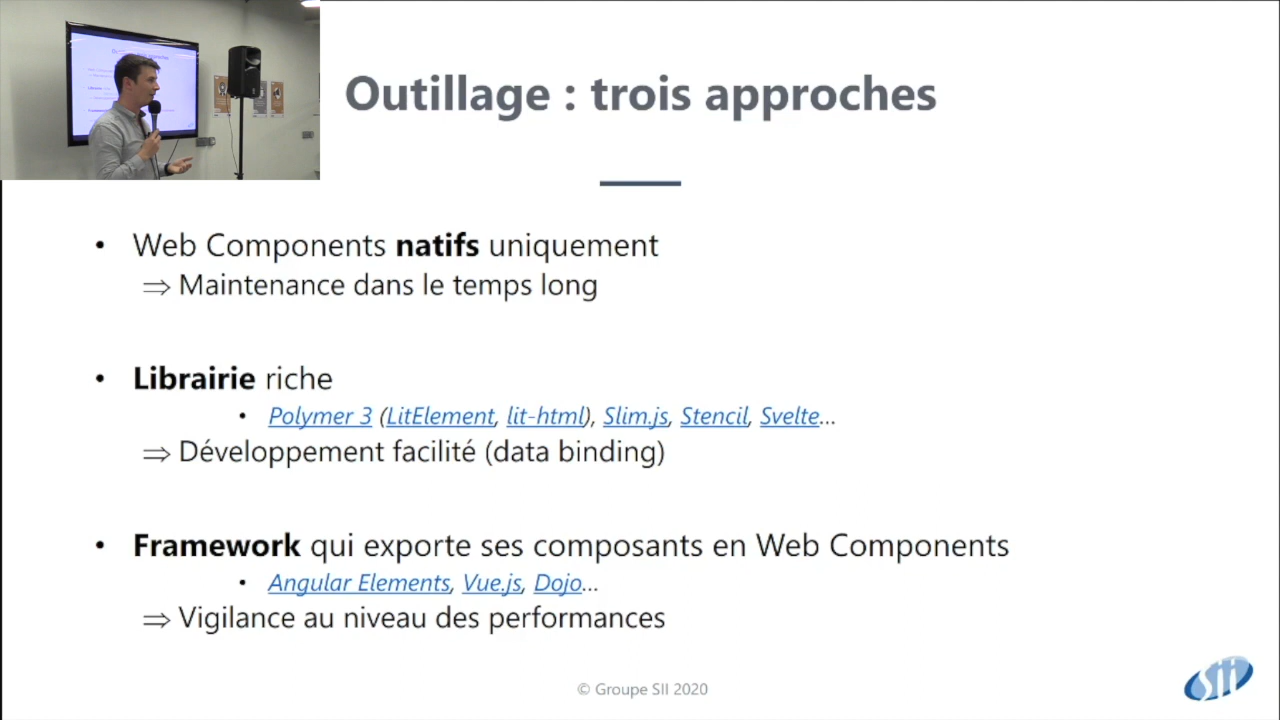 Outillage : trois approches
• Web Components natifs uniquement
⇒ Maintenance dans le temps long
• Librairie riche
• Polymer 3 (LitElement, lit-html), Slim.js, Stencil, Svelte...
⇒ Développement facilité (data binding)
• Framework qui exporte ses composants en Web Components
• Angular Elements, Vue.js, Dojo...
⇒ Vigilance au niveau des performances
© Groupe SII 2020
sii